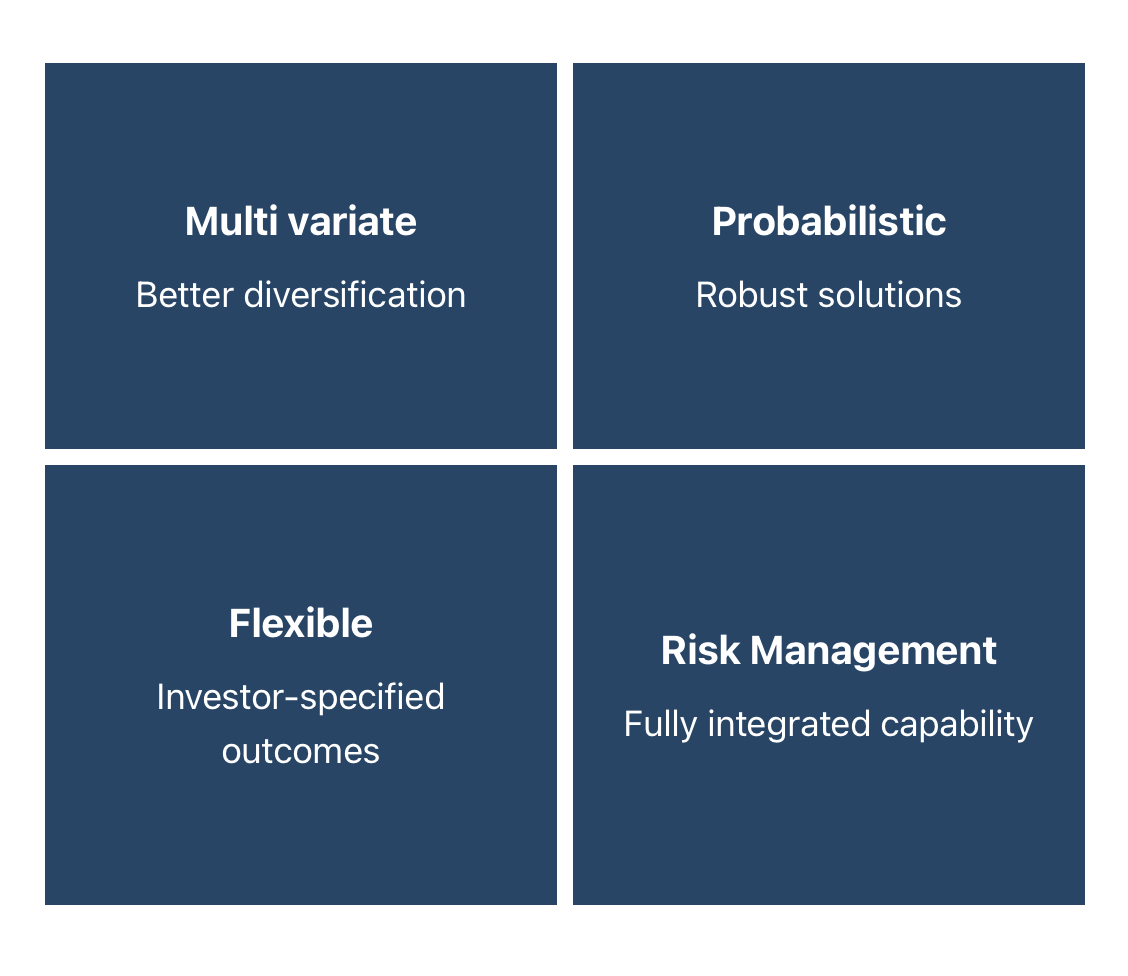 Multi variate
Better diversification
Probabilistic
Robust solutions
Flexible
Investor-specified
outcomes
Risk Management
Fully integrated capability